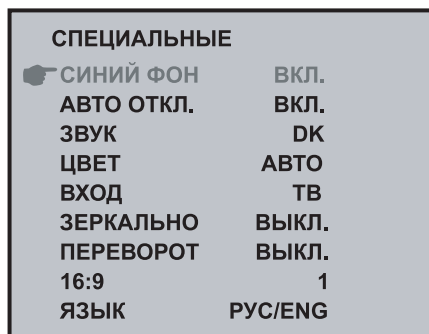 СПЕЦИАЛЬНЫЕ
СИНИЙ ФОН ВКЛ.
АВТО ОТКЛ. ВКЛ.
ЗВУК DK
ЦВЕТ АВТО
ВХОД ТВ
ЗЕРКАЛЬНО ВЫКЛ.
ПЕРЕВОРОТ ВЫКЛ.
16:9 1
ЯЗЫК РУС/ENG